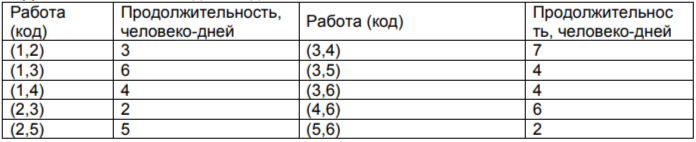 Работа (код) Продолжительность, человеко-дней Работа (код) Продолжительнос ть, человеко-дней
(1,2) 3 (3,4) 7
(1,3) 6 (3,5) 4
(1,4) 4 (3,6) 4
(2,3) 2 (4,6) 6
(2,5) 5 (5,6) 2